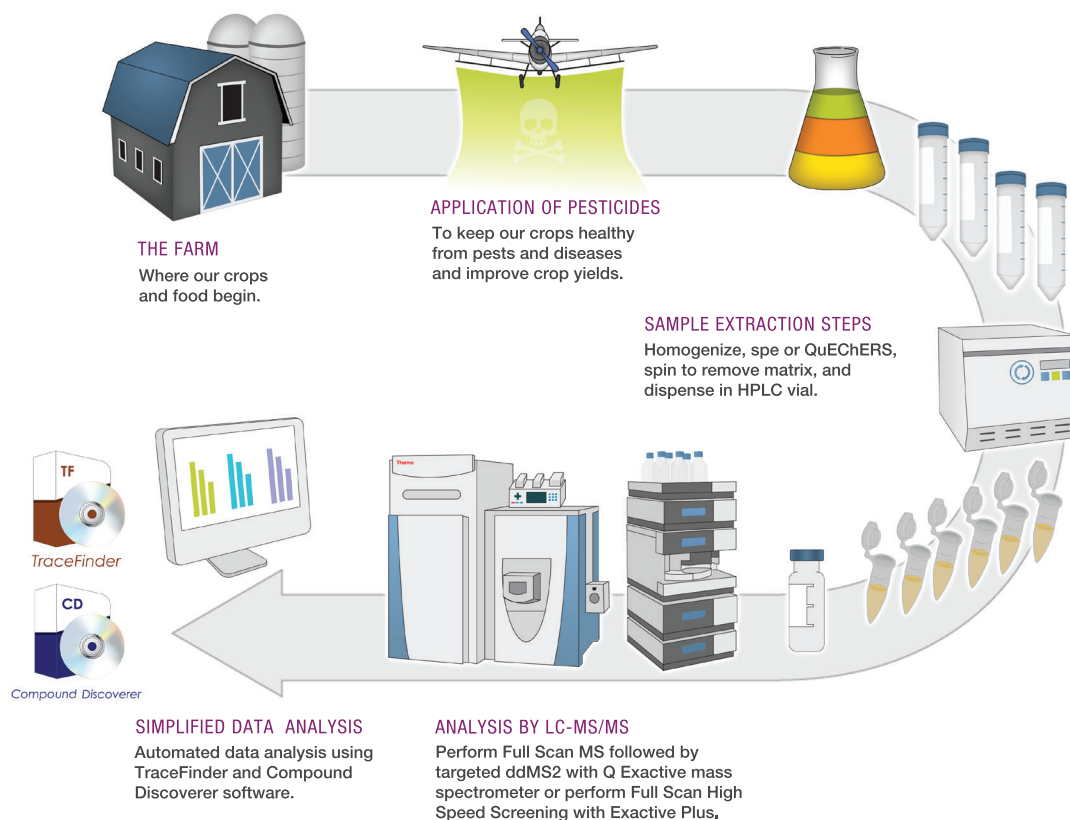 THE FARM
Where our crops
and food begin.
APPLICATION OF PESTICIDES
To keep our crops healthy
from pests and diseases
and improve crop yields.
SAMPLE EXTRACTION STEPS
Homogenize, spe or QuEChERS,
spin to remove matrix, and
dispense in HPLC vial.
TF
TraceFinder
CD
Compound Discoverer
Thermo
SIMPLIFIED DATA ANALYSIS
Automated data analysis using
TraceFinder and Compound
Discoverer software.
ANALYSIS BY LC-MS/MS
Perform Full Scan MS followed by
targeted ddMS2 with Q Exactive mass
spectrometer or perform Full Scan High
Speed Screening with Exactive Plus.